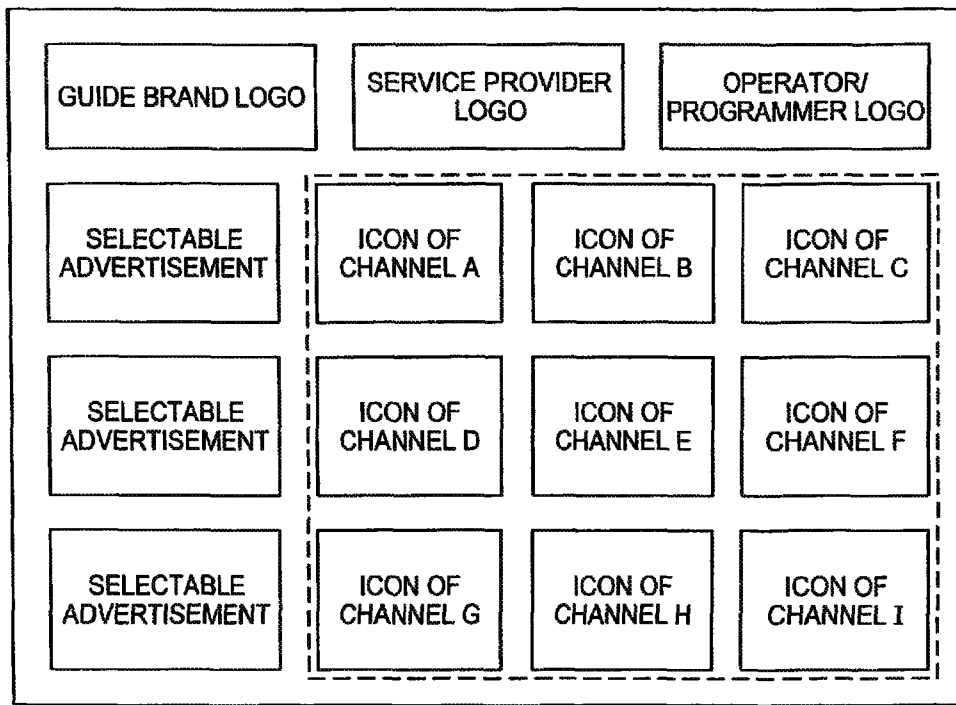 GUIDE BRAND LOGO
SERVICE PROVIDER
LOGO
OPERATOR/
PROGRAMMER LOGO
SELECTABLE
ADVERTISEMENT
ICON OF
CHANNEL A
ICON OF
CHANNEL B
ICON OF
CHANNEL C
SELECTABLE
ADVERTISEMENT
ICON OF
CHANNEL D
ICON OF
CHANNEL E
ICON OF
CHANNEL F
SELECTABLE
ADVERTISEMENT
ICON OF
CHANNEL G
ICON OF
CHANNEL H
ICON OF
CHANNEL I